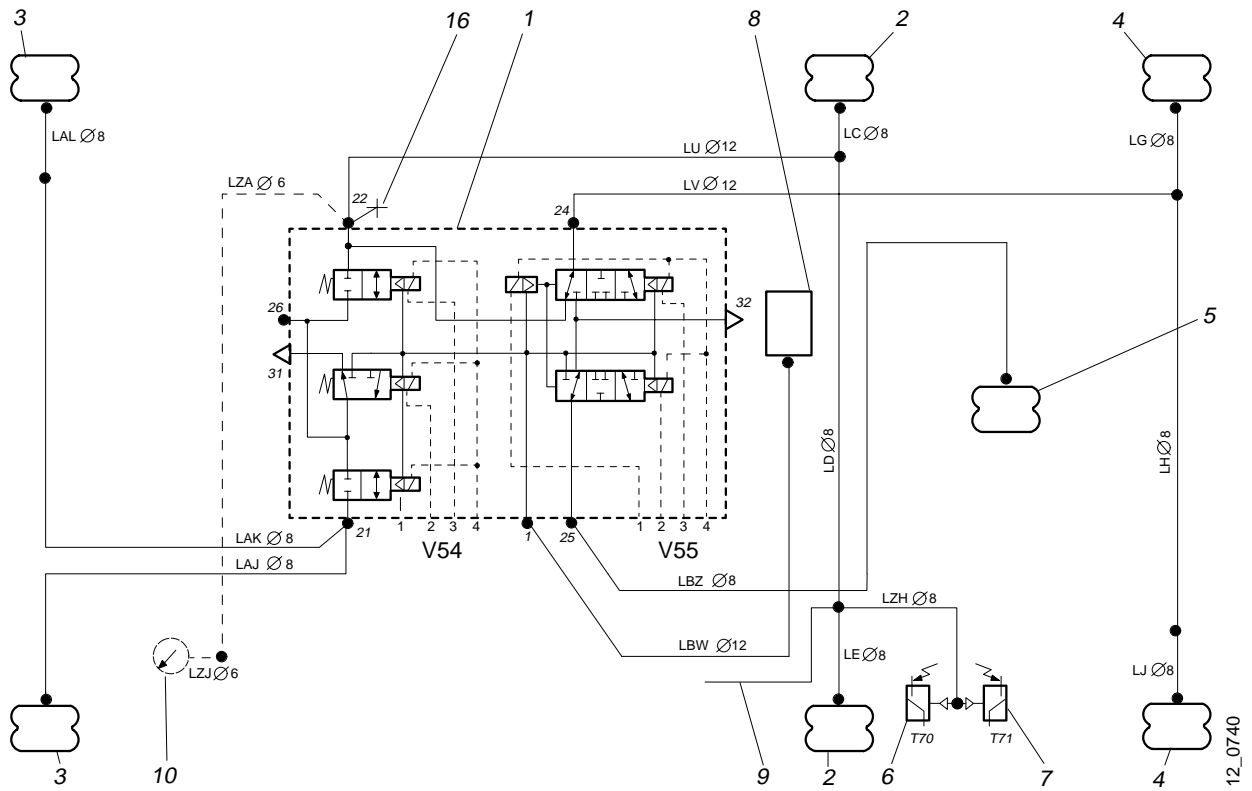 3
16
1
8
2
4
LAL Ø8
LC Ø8
LG Ø8
LU Ø12
LZA Ø 6
22
LV Ø 12
24
26
32
5
31
LD Ø8
LH Ø8
1 2 3 4
1 2 3 4
21
1
25
V54
V55
LAK Ø 8
LAJ Ø 8
LBZ Ø8
LZH Ø8
LBW Ø12
LE Ø8
LJ Ø8
LZJ Ø 6
T70
T71
3
10
9
2
6
7
4
12_0740